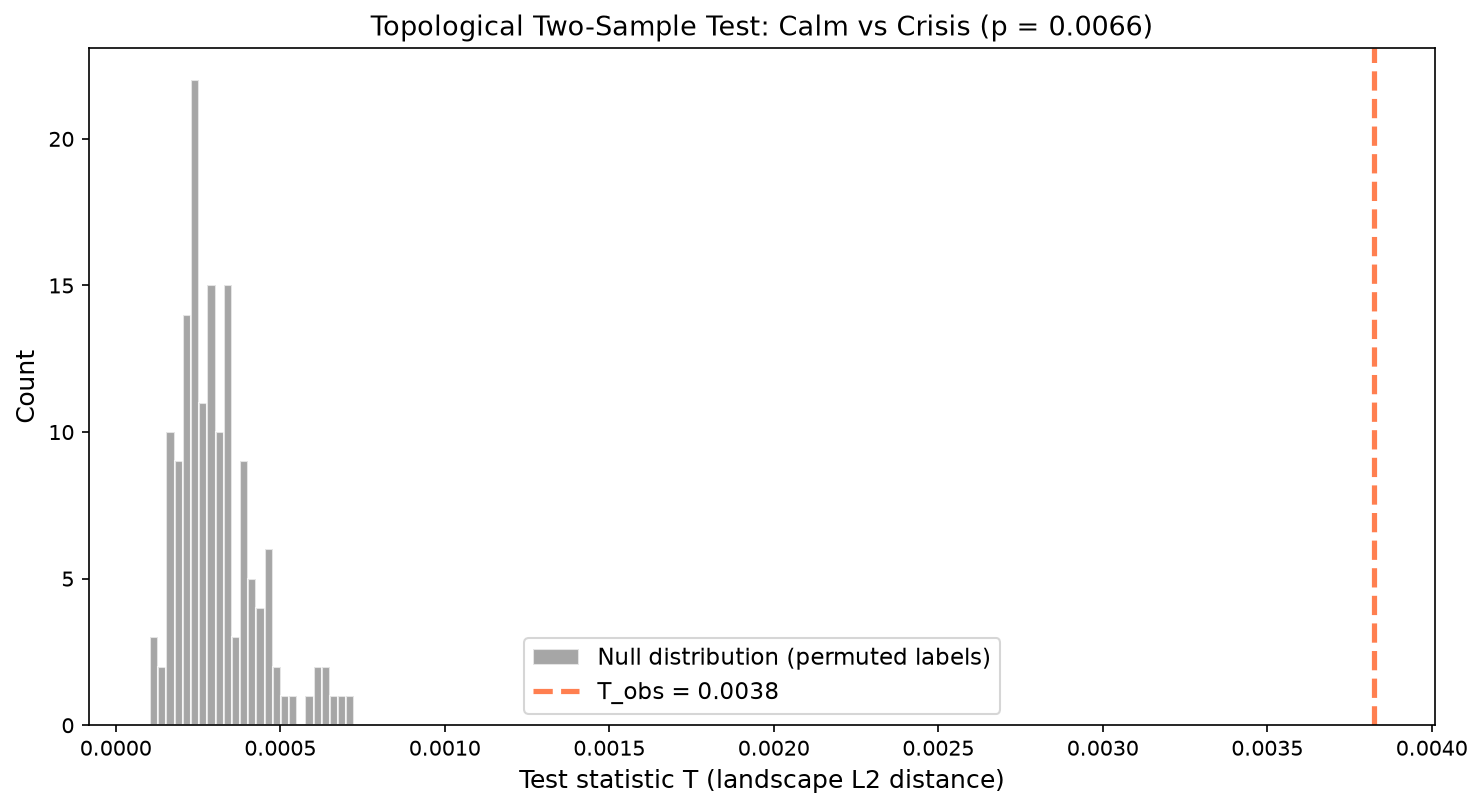 Topological Two-Sample Test: Calm vs Crisis (p = 0.0066)
Count
20
15
10
5
0
Null distribution (permuted labels)
T_obs = 0.0038
0.0000 0.0005 0.0010 0.0015 0.0020 0.0025 0.0030 0.0035 0.0040
Test statistic T (landscape L2 distance)